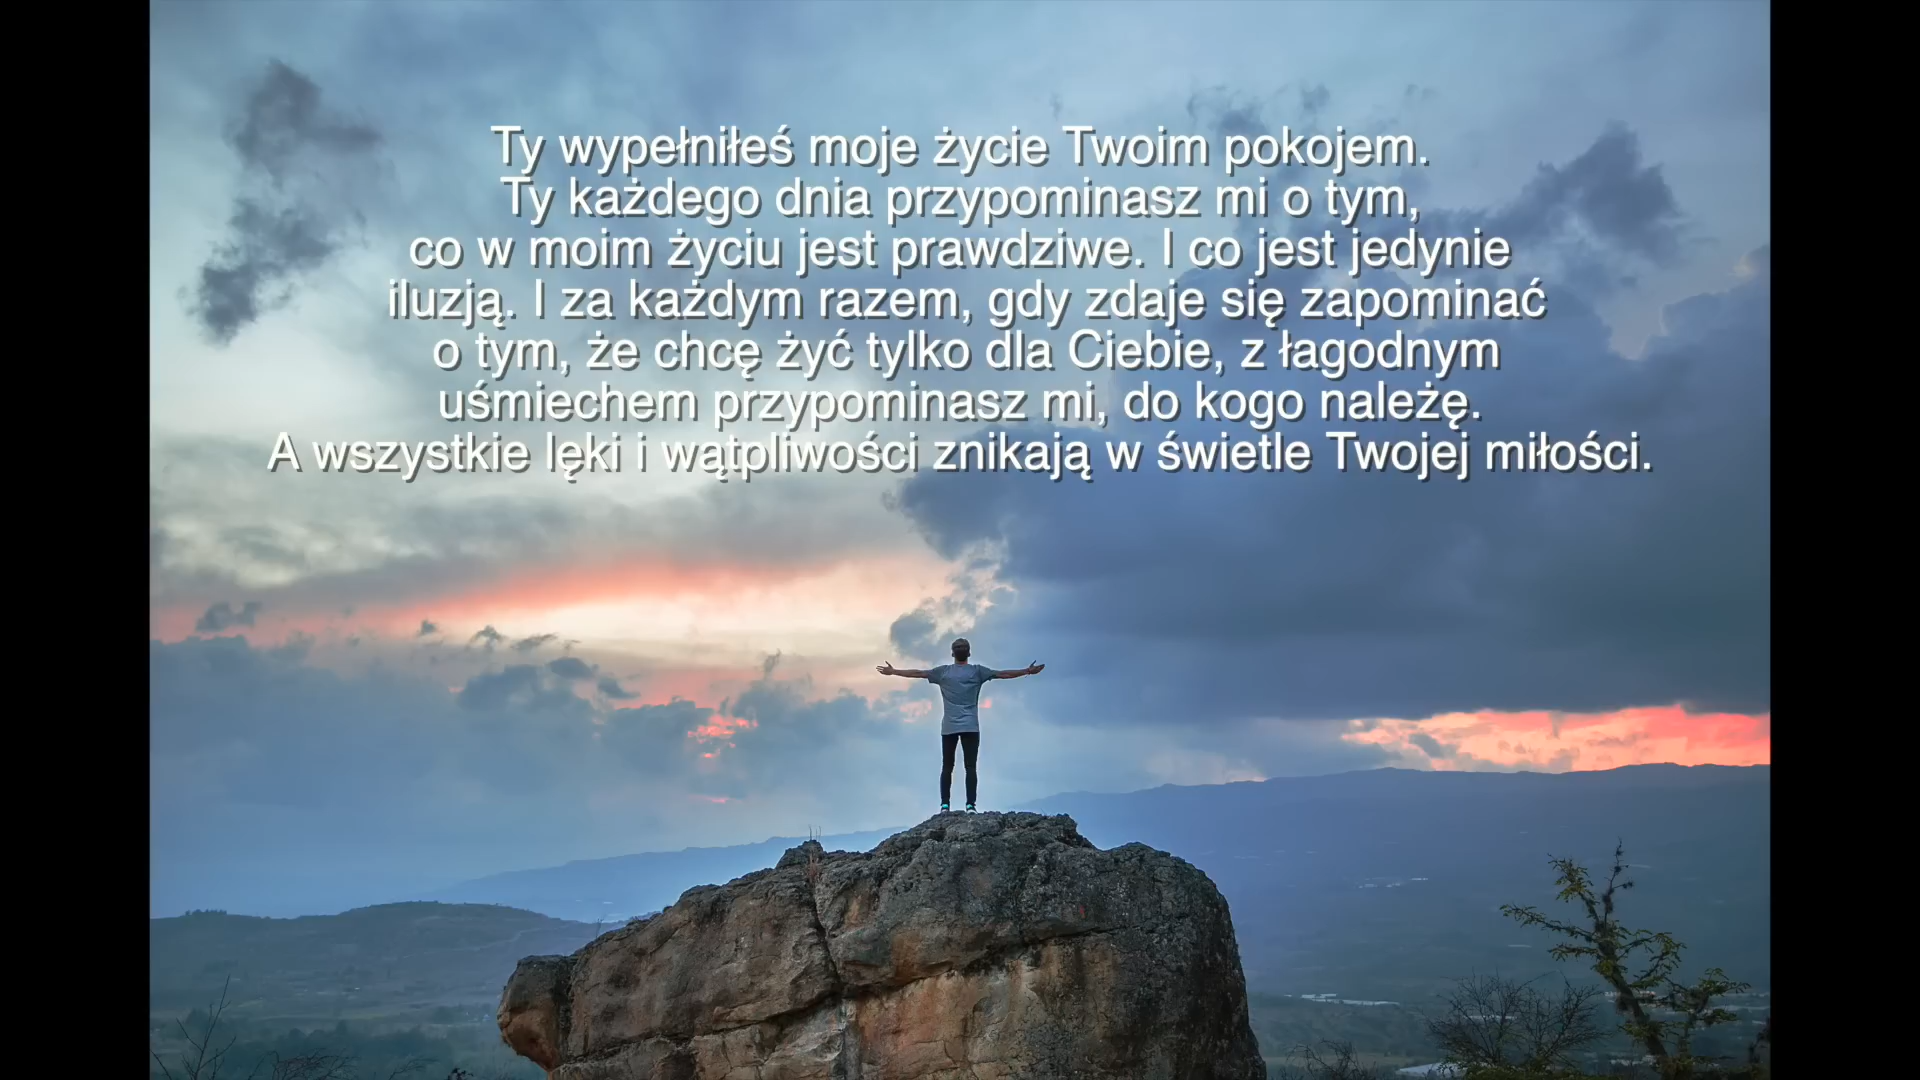 Ty wypełniłeś moje życie Twoim pokojem.
Ty każdego dnia przypominasz mi o tym,
co w moim życiu jest prawdziwe. I co jest jedynie
iluzją. I za każdym razem, gdy zdaje się zapominać
o tym, że chcę żyć tylko dla Ciebie, z łagodnym
uśmiechem przypominasz mi, do kogo należę.
A wszystkie lęki i wątpliwości znikają w świetle Twojej miłości.